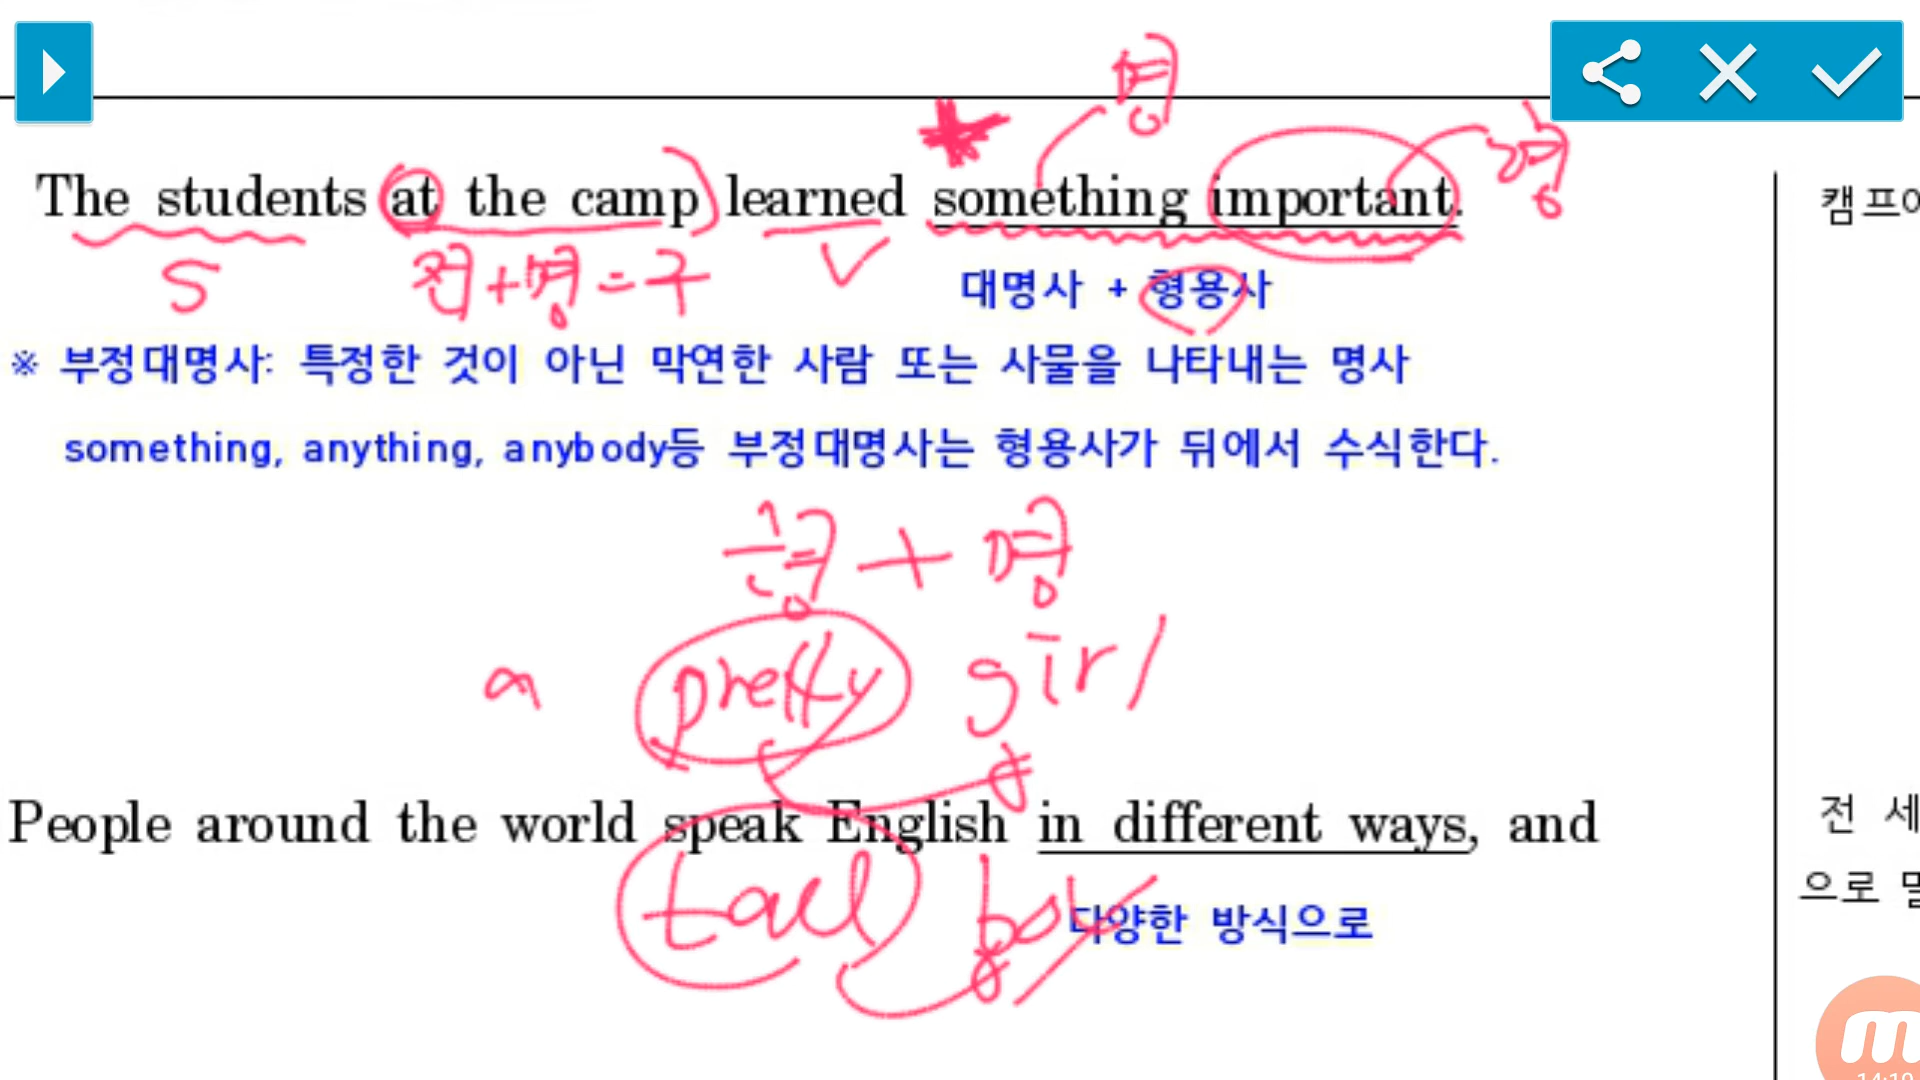 명
형
The students at the camp) learned something important.
캠프에
S 전+명=구 V 대명사 + 형용사
※ 부정대명사: 특정한 것이 아닌 막연한 사람 또는 사물을 나타내는 명사
something, anything, anybody등 부정대명사는 형용사가 뒤에서 수식한다.
형 + 명
a pretty girl
People around the world speak English in different ways, and
전 세
으로
tall boy 다양한 방식으로
14:19